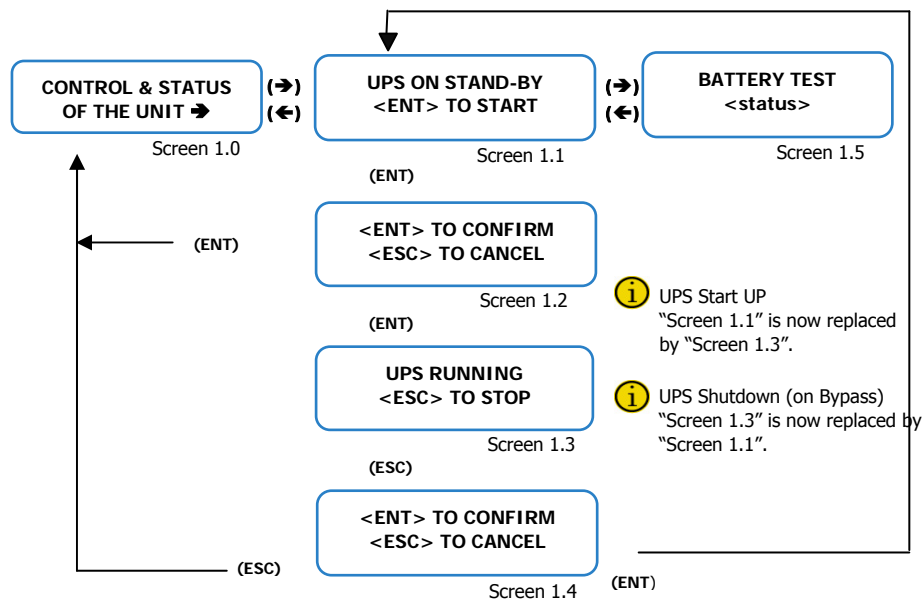 CONTROL & STATUS
OF THE UNIT ➔
(➔)
(←)
UPS ON STAND-BY
<ENT> TO START
(➔)
(←)
BATTERY TEST
<status>
Screen 1.0
Screen 1.1
Screen 1.5
(ENT)
<ENT> TO CONFIRM
<ESC> TO CANCEL
(ENT)
Screen 1.2
(ENT)
UPS Start UP
“Screen 1.1” is now replaced
by “Screen 1.3”.
UPS RUNNING
<ESC> TO STOP
Screen 1.3
UPS Shutdown (on Bypass)
“Screen 1.3” is now replaced by
“Screen 1.1”.
(ESC)
<ENT> TO CONFIRM
<ESC> TO CANCEL
(ESC)
Screen 1.4
(ENT)